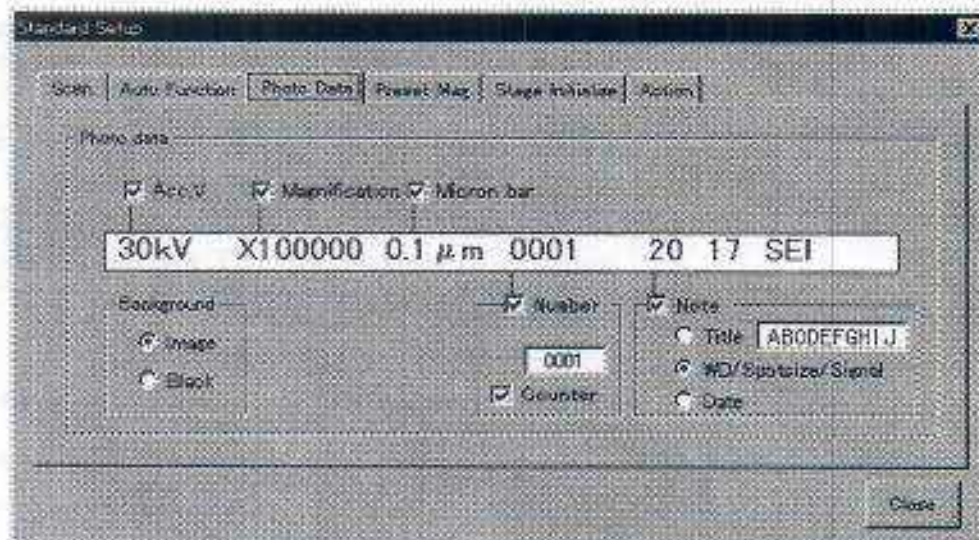 Standard Setup
Scan Auto Function Photo Data Preset Mag Stage Initialize Action
Photo data
Acc.V Magnification Micron bar
30kV X100000 0.1 μm 0001 20 17 SEI
Background Number Note
Image Title ABCDEFGHIJ
0001 WD/Spotsize/Signal
Black Counter Date
Close